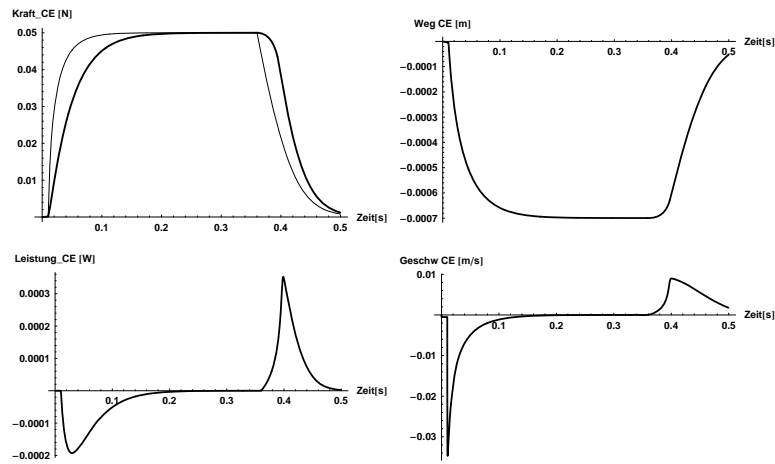 Kraft_CE [N]
0.05
0.04
0.03
0.02
0.01
0.1 0.2 0.3 0.4 0.5
Zeit[s]
Weg CE [m]
Zeit[s]
0.1 0.2 0.3 0.4 0.5
−0.0001
−0.0002
−0.0003
−0.0004
−0.0005
−0.0006
−0.0007
Leistung_CE [W]
0.0003
0.0002
0.0001
Zeit[s]
0.1 0.2 0.3 0.4 0.5
−0.0001
−0.0002
Geschw CE [m/s]
0.01
Zeit[s]
0.1 0.2 0.3 0.4 0.5
−0.01
−0.02
−0.03